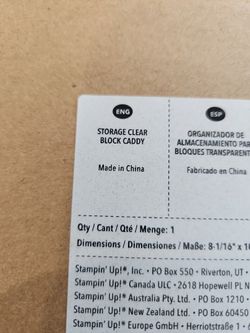 ENG
STORAGE CLEAR
BLOCK CADDY
Made in China
ESP
ORGANIZADOR DE
ALMACENAMIENTO PAR
BLOQUES TRANSPARENT
Fabricado en China
Qty / Cant / Qté / Menge: 1
Dimensions / Dimensiones / Maße: 8-1/16" x 10
Stampin' Up!®, Inc. • PO Box 550 • Riverton, UT •
Stampin' Up!® Canada ULC • 2618 Hopewell PL N
Stampin' Up!® Australia Pty. Ltd. • PO Box 1210 •
Stampin' Up!® New Zealand Ltd. • PO Box 60450
Stampin' Up!® Europe GmbH • Herriotstraße 1 •